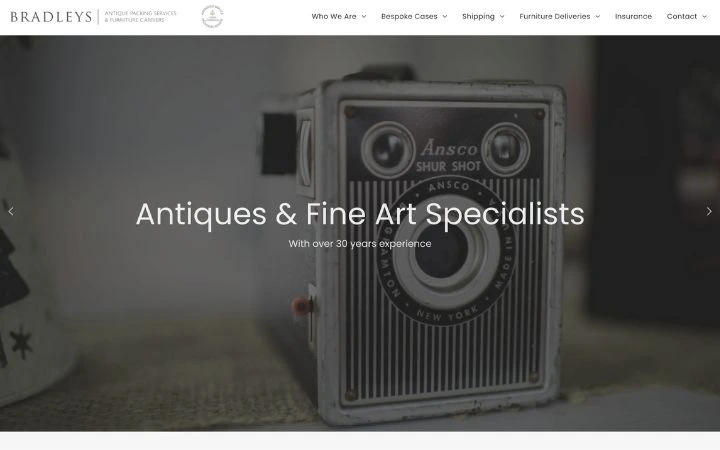 BRADLEYS
ANTIQUE PACKING SERVICES
& FURNITURE CARRIERS
Who We Are
Bespoke Cases
Shipping
Furniture Deliveries
Insurance
Contact
Ansco
SHUR SHOT
ANSCO
Antiques & Fine Art Specialists
With over 30 years experience
BINGHAMTON • NEW YORK • MADE IN